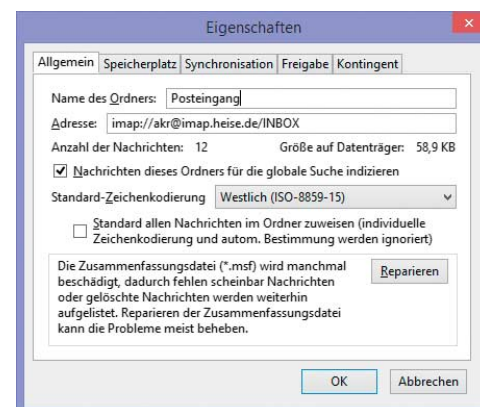 Eigenschaften
Allgemein Speicherplatz Synchronisation Freigabe Kontingent
Name des Ordners: Posteingang
Adresse: imap://akr@imap.heise.de/INBOX
Anzahl der Nachrichten: 12 Größe auf Datenträger: 58,9 KB
Nachrichten dieses Ordners für die globale Suche indizieren
Standard-Zeichenkodierung Westlich (ISO-8859-15)
Standard allen Nachrichten im Ordner zuweisen (individuelle
Zeichenkodierung und autom. Bestimmung werden ignoriert)
Die Zusammenfassungsdatei (*.msf) wird manchmal
beschädigt, dadurch fehlen scheinbar Nachrichten
oder gelöschte Nachrichten werden weiterhin
aufgelistet. Reparieren der Zusammenfassungsdatei
kann die Probleme meist beheben.
Reparieren
OK Abbrechen